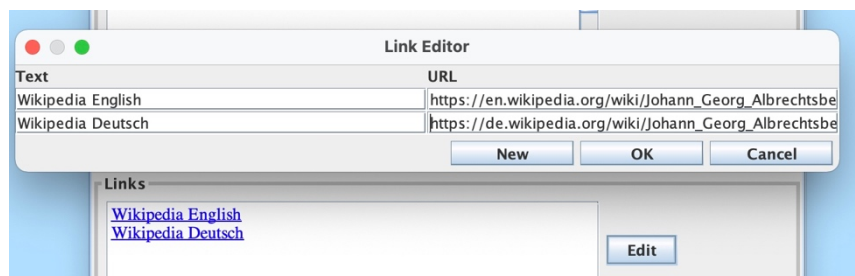 Link Editor
Text URL
Wikipedia English https://en.wikipedia.org/wiki/Johann_Georg_Albrechtsbe
Wikipedia Deutsch https://de.wikipedia.org/wiki/Johann_Georg_Albrechtsbe
New OK Cancel
Links
Wikipedia English
Wikipedia Deutsch
Edit